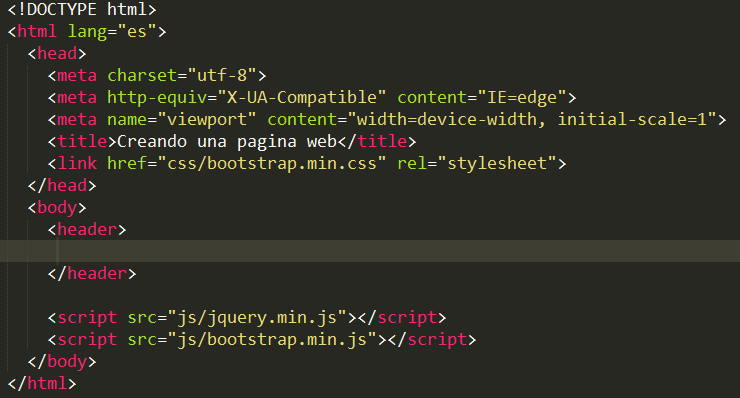 <!DOCTYPE html>
<html lang="es">
<head>
<meta charset="utf-8">
<meta http-equiv="X-UA-Compatible" content="IE=edge">
<meta name="viewport" content="width=device-width, initial-scale=1">
<title>Creando una pagina web</title>
<link href="css/bootstrap.min.css" rel="stylesheet">
</head>
<body>
<header>
</header>
<script src="js/jquery.min.js"></script>
<script src="js/bootstrap.min.js"></script>
</body>
</html>